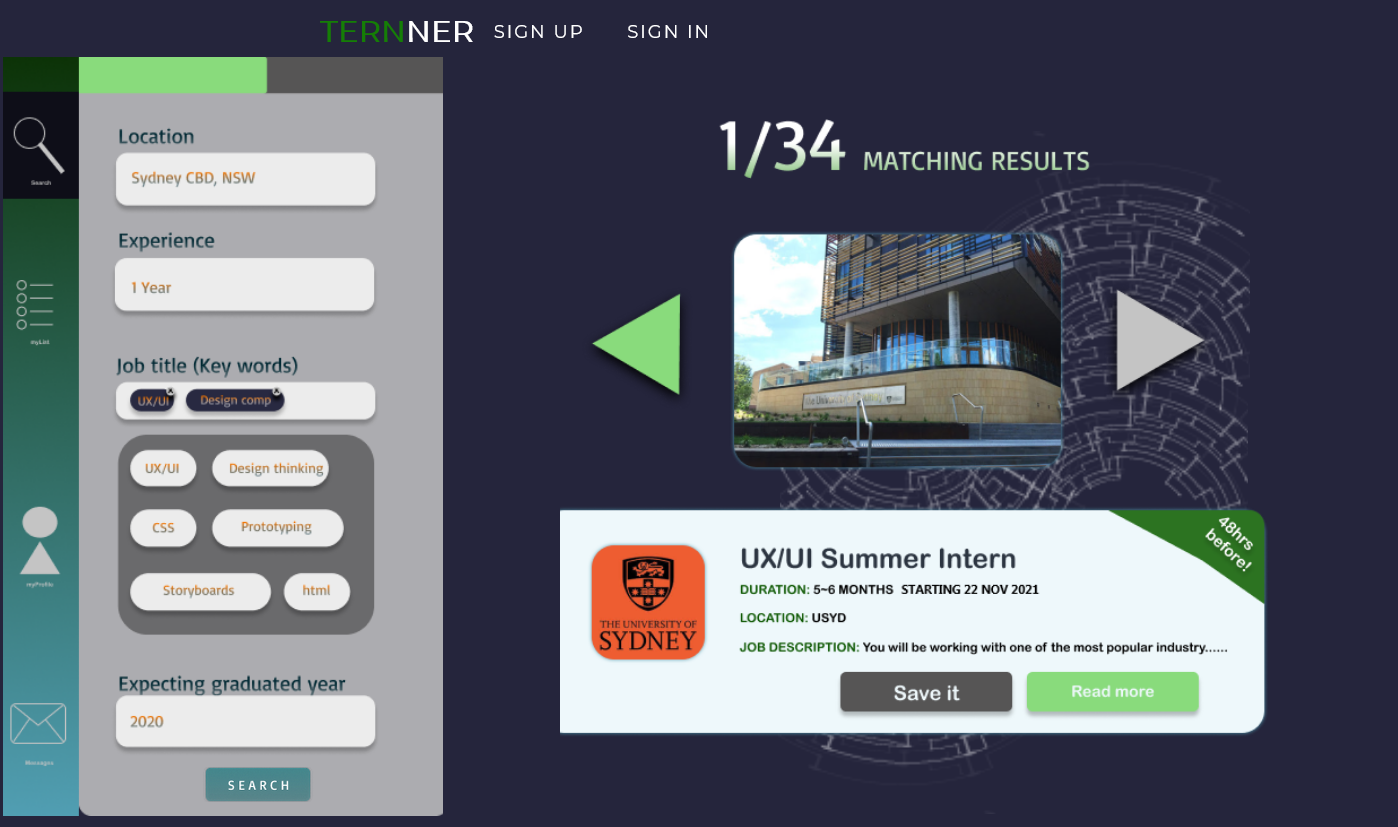 TERNNER SIGN UP SIGN IN
Search
myList
myProfile
Messages
Location
Sydney CBD, NSW
Experience
1 Year
Job title (Key words)
UX/UI Design comp
UX/UI Design thinking
CSS Prototyping
Storyboards html
Expecting graduated year
2020
SEARCH
1/34 MATCHING RESULTS
48hrs
before!
THE UNIVERSITY OF
SYDNEY
UX/UI Summer Intern
DURATION: 5~6 MONTHS STARTING 22 NOV 2021
LOCATION: USYD
JOB DESCRIPTION: You will be working with one of the most popular industry......
Save it Read more